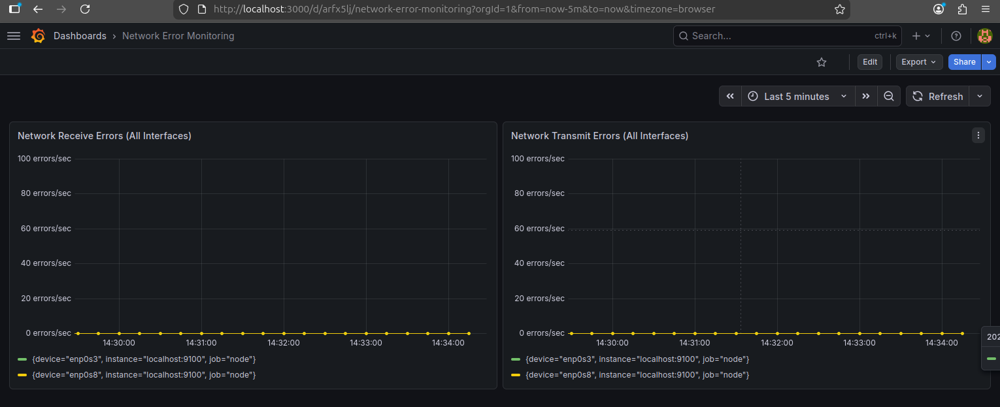 http://localhost:3000/d/arfx5lj/network-error-monitoring?orgId=1&from=now-5m&to=now&timezone=browser
Dashboards › Network Error Monitoring
Search... ctrl+k
Edit Export Share
Last 5 minutes Refresh
Network Receive Errors (All Interfaces)
100 errors/sec
80 errors/sec
60 errors/sec
40 errors/sec
20 errors/sec
0 errors/sec
14:30:00 14:31:00 14:32:00 14:33:00 14:34:00
{device="enp0s3", instance="localhost:9100", job="node"}
{device="enp0s8", instance="localhost:9100", job="node"}
Network Transmit Errors (All Interfaces)
100 errors/sec
80 errors/sec
60 errors/sec
40 errors/sec
20 errors/sec
0 errors/sec
14:30:00 14:31:00 14:32:00 14:33:00 14:34:00
{device="enp0s3", instance="localhost:9100", job="node"}
{device="enp0s8", instance="localhost:9100", job="node"}